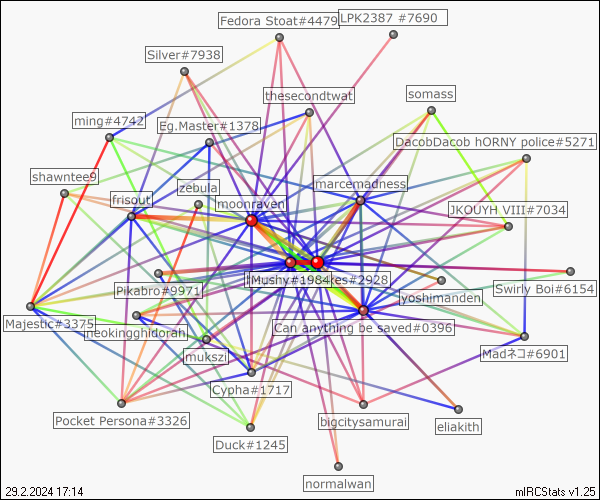 LPK2387 #7690
Fedora Stoat#4479
Silver#7938
thesecondtwat
somass
ming#4742
Eg.Master#1378
DacobDacob hORNY police#5271
shawntee9
zebula
marcemadness
frisout
moonraven
JKOUYH VIII#7034
Mushy#1984
es#2928
Pikabro#9971
Swirly Boi#6154
yoshimanden
Majestic#3375
neokingghidorah
Can anything be saved#0396
mukszi
Madネコ#6901
Cypha#1717
Pocket Persona#3326
bigcitysamurai
eliakith
Duck#1245
normalwan
29.2.2024 17:14
mIRCStats v1.25